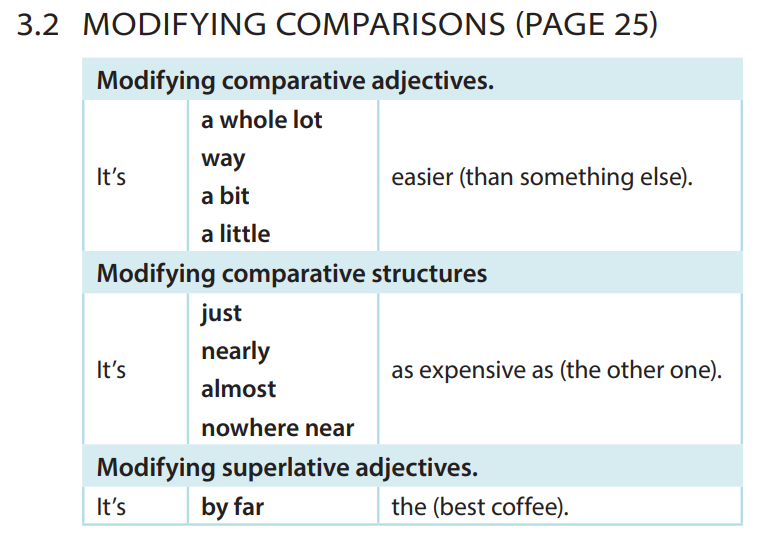 3.2 MODIFYING COMPARISONS (PAGE 25)
Modifying comparative adjectives.
It's
a whole lot
way
a bit
a little
easier (than something else).
Modifying comparative structures
It's
just
nearly
almost
nowhere near
as expensive as (the other one).
Modifying superlative adjectives.
It's by far the (best coffee).